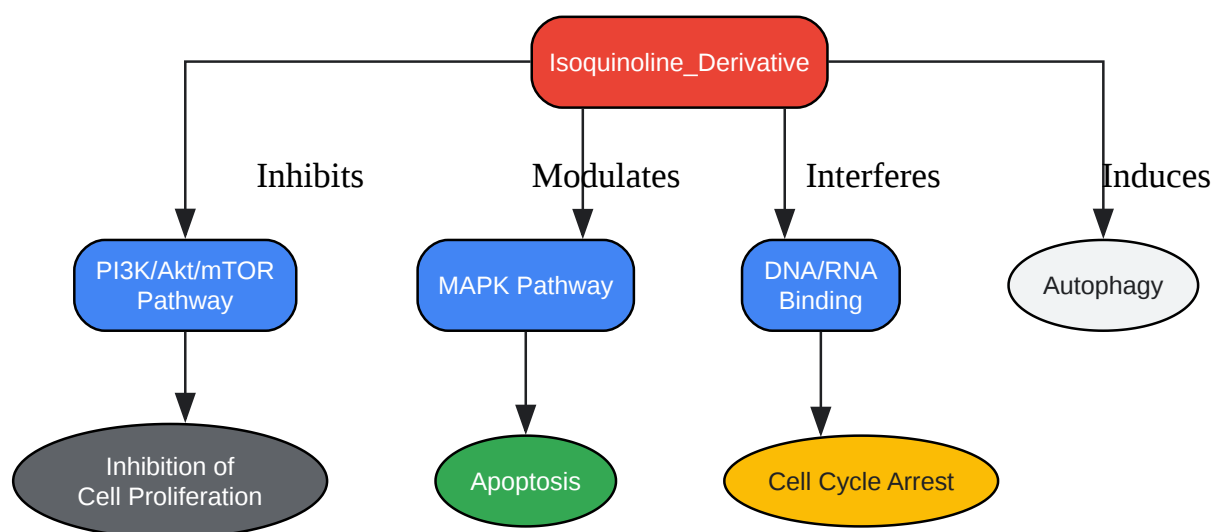 Isoquinoline_Derivative
Inhibits
Modulates
Interferes
Induces
PI3K/Akt/mTOR
Pathway
MAPK Pathway
DNA/RNA
Binding
Autophagy
Inhibition of
Cell Proliferation
Apoptosis
Cell Cycle Arrest